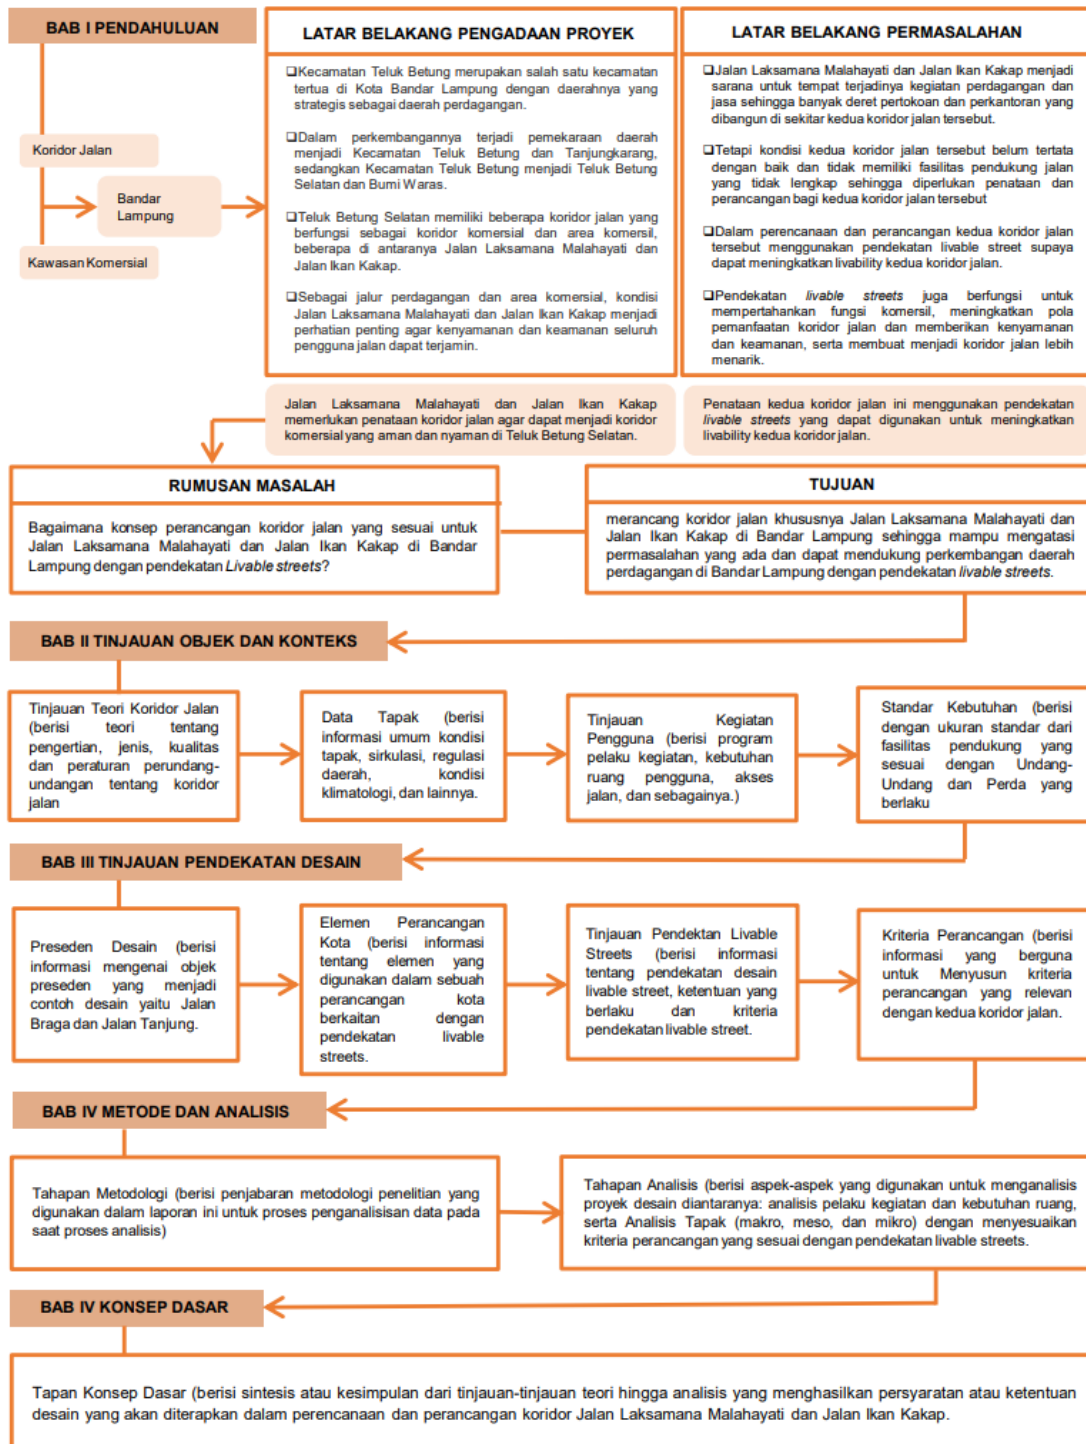 BAB I PENDAHULUAN
Koridor Jalan
Bandar
Lampung
Kawasan Komersial
LATAR BELAKANG PENGADAAN PROYEK
❑Kecamatan Teluk Betung merupakan salah satu kecamatan
tertua di Kota Bandar Lampung dengan daerahnya yang
strategis sebagai daerah perdagangan.
❑Dalam perkembangannya terjadi pemekaraan daerah
menjadi Kecamatan Teluk Betung dan Tanjungkarang,
sedangkan Kecamatan Teluk Betung menjadi Teluk Betung
Selatan dan Bumi Waras.
❑Teluk Betung Selatan memiliki beberapa koridor jalan yang
berfungsi sebagai koridor komersial dan area komersil,
beberapa di antaranya Jalan Laksamana Malahayati dan
Jalan Ikan Kakap.
❑Sebagai jalur perdagangan dan area komersial, kondisi
Jalan Laksamana Malahayati dan Jalan Ikan Kakap menjadi
perhatian penting agar kenyamanan dan keamanan seluruh
pengguna jalan dapat terjamin.
LATAR BELAKANG PERMASALAHAN
❑Jalan Laksamana Malahayati dan Jalan Ikan Kakap menjadi
sarana untuk tempat terjadinya kegiatan perdagangan dan
jasa sehingga banyak deret pertokoan dan perkantoran yang
dibangun di sekitar kedua koridor jalan tersebut.
❑Tetapi kondisi kedua koridor jalan tersebut belum tertata
dengan baik dan tidak memiliki fasilitas pendukung jalan
yang tidak lengkap sehingga diperlukan penataan dan
perancangan bagi kedua koridor jalan tersebut
❑Dalam perencanaan dan perancangan kedua koridor jalan
tersebut menggunakan pendekatan livable street supaya
dapat meningkatkan livability kedua koridor jalan.
❑Pendekatan livable streets juga berfungsi untuk
mempertahankan fungsi komersil, meningkatkan pola
pemanfaatan koridor jalan dan memberikan kenyamanan
dan keamanan, serta membuat menjadi koridor jalan lebih
menarik.
Jalan Laksamana Malahayati dan Jalan Ikan Kakap
memerlukan penataan koridor jalan agar dapat menjadi koridor
komersial yang aman dan nyaman di Teluk Betung Selatan.
Penataan kedua koridor jalan ini menggunakan pendekatan
livable streets yang dapat digunakan untuk meningkatkan
livability kedua koridor jalan.
RUMUSAN MASALAH
Bagaimana konsep perancangan koridor jalan yang sesuai untuk
Jalan Laksamana Malahayati dan Jalan Ikan Kakap di Bandar
Lampung dengan pendekatan Livable streets?
TUJUAN
merancang koridor jalan khususnya Jalan Laksamana Malahayati dan
Jalan Ikan Kakap di Bandar Lampung sehingga mampu mengatasi
permasalahan yang ada dan dapat mendukung perkembangan daerah
perdagangan di Bandar Lampung dengan pendekatan livable streets.
BAB II TINJAUAN OBJEK DAN KONTEKS
Tinjauan Teori Koridor Jalan
(berisi teori tentang
pengertian, jenis, kualitas
dan peraturan perundang-
undangan tentang koridor
jalan
Data Tapak (berisi
informasi umum kondisi
tapak, sirkulasi, regulasi
daerah, kondisi
klimatologi, dan lainnya.
Tinjauan Kegiatan
Pengguna (berisi program
pelaku kegiatan, kebutuhan
ruang pengguna, akses
jalan, dan sebagainya.)
Standar Kebutuhan (berisi
dengan ukuran standar dari
fasilitas pendukung yang
sesuai dengan Undang-
Undang dan Perda yang
berlaku
BAB III TINJAUAN PENDEKATAN DESAIN
Preseden Desain (berisi
informasi mengenai objek
preseden yang menjadi
contoh desain yaitu Jalan
Braga dan Jalan Tanjung.
Elemen Perancangan
Kota (berisi informasi
tentang elemen yang
digunakan dalam sebuah
perancangan kota
berkaitan dengan
pendekatan livable
streets.
Tinjauan Pendektan Livable
Streets (berisi informasi
tentang pendekatan desain
livable street, ketentuan yang
berlaku dan kriteria
pendekatan livable street.
Kriteria Perancangan (berisi
informasi yang berguna
untuk Menyusun kriteria
perancangan yang relevan
dengan kedua koridor jalan.
BAB IV METODE DAN ANALISIS
Tahapan Metodologi (berisi penjabaran metodologi penelitian yang
digunakan dalam laporan ini untuk proses penganalisisan data pada
saat proses analisis)
Tahapan Analisis (berisi aspek-aspek yang digunakan untuk menganalisis
proyek desain diantaranya: analisis pelaku kegiatan dan kebutuhan ruang,
serta Analisis Tapak (makro, meso, dan mikro) dengan menyesuaikan
kriteria perancangan yang sesuai dengan pendekatan livable streets.
BAB IV KONSEP DASAR
Tapan Konsep Dasar (berisi sintesis atau kesimpulan dari tinjauan-tinjauan teori hingga analisis yang menghasilkan persyaratan atau ketentuan
desain yang akan diterapkan dalam perencanaan dan perancangan koridor Jalan Laksamana Malahayati dan Jalan Ikan Kakap.